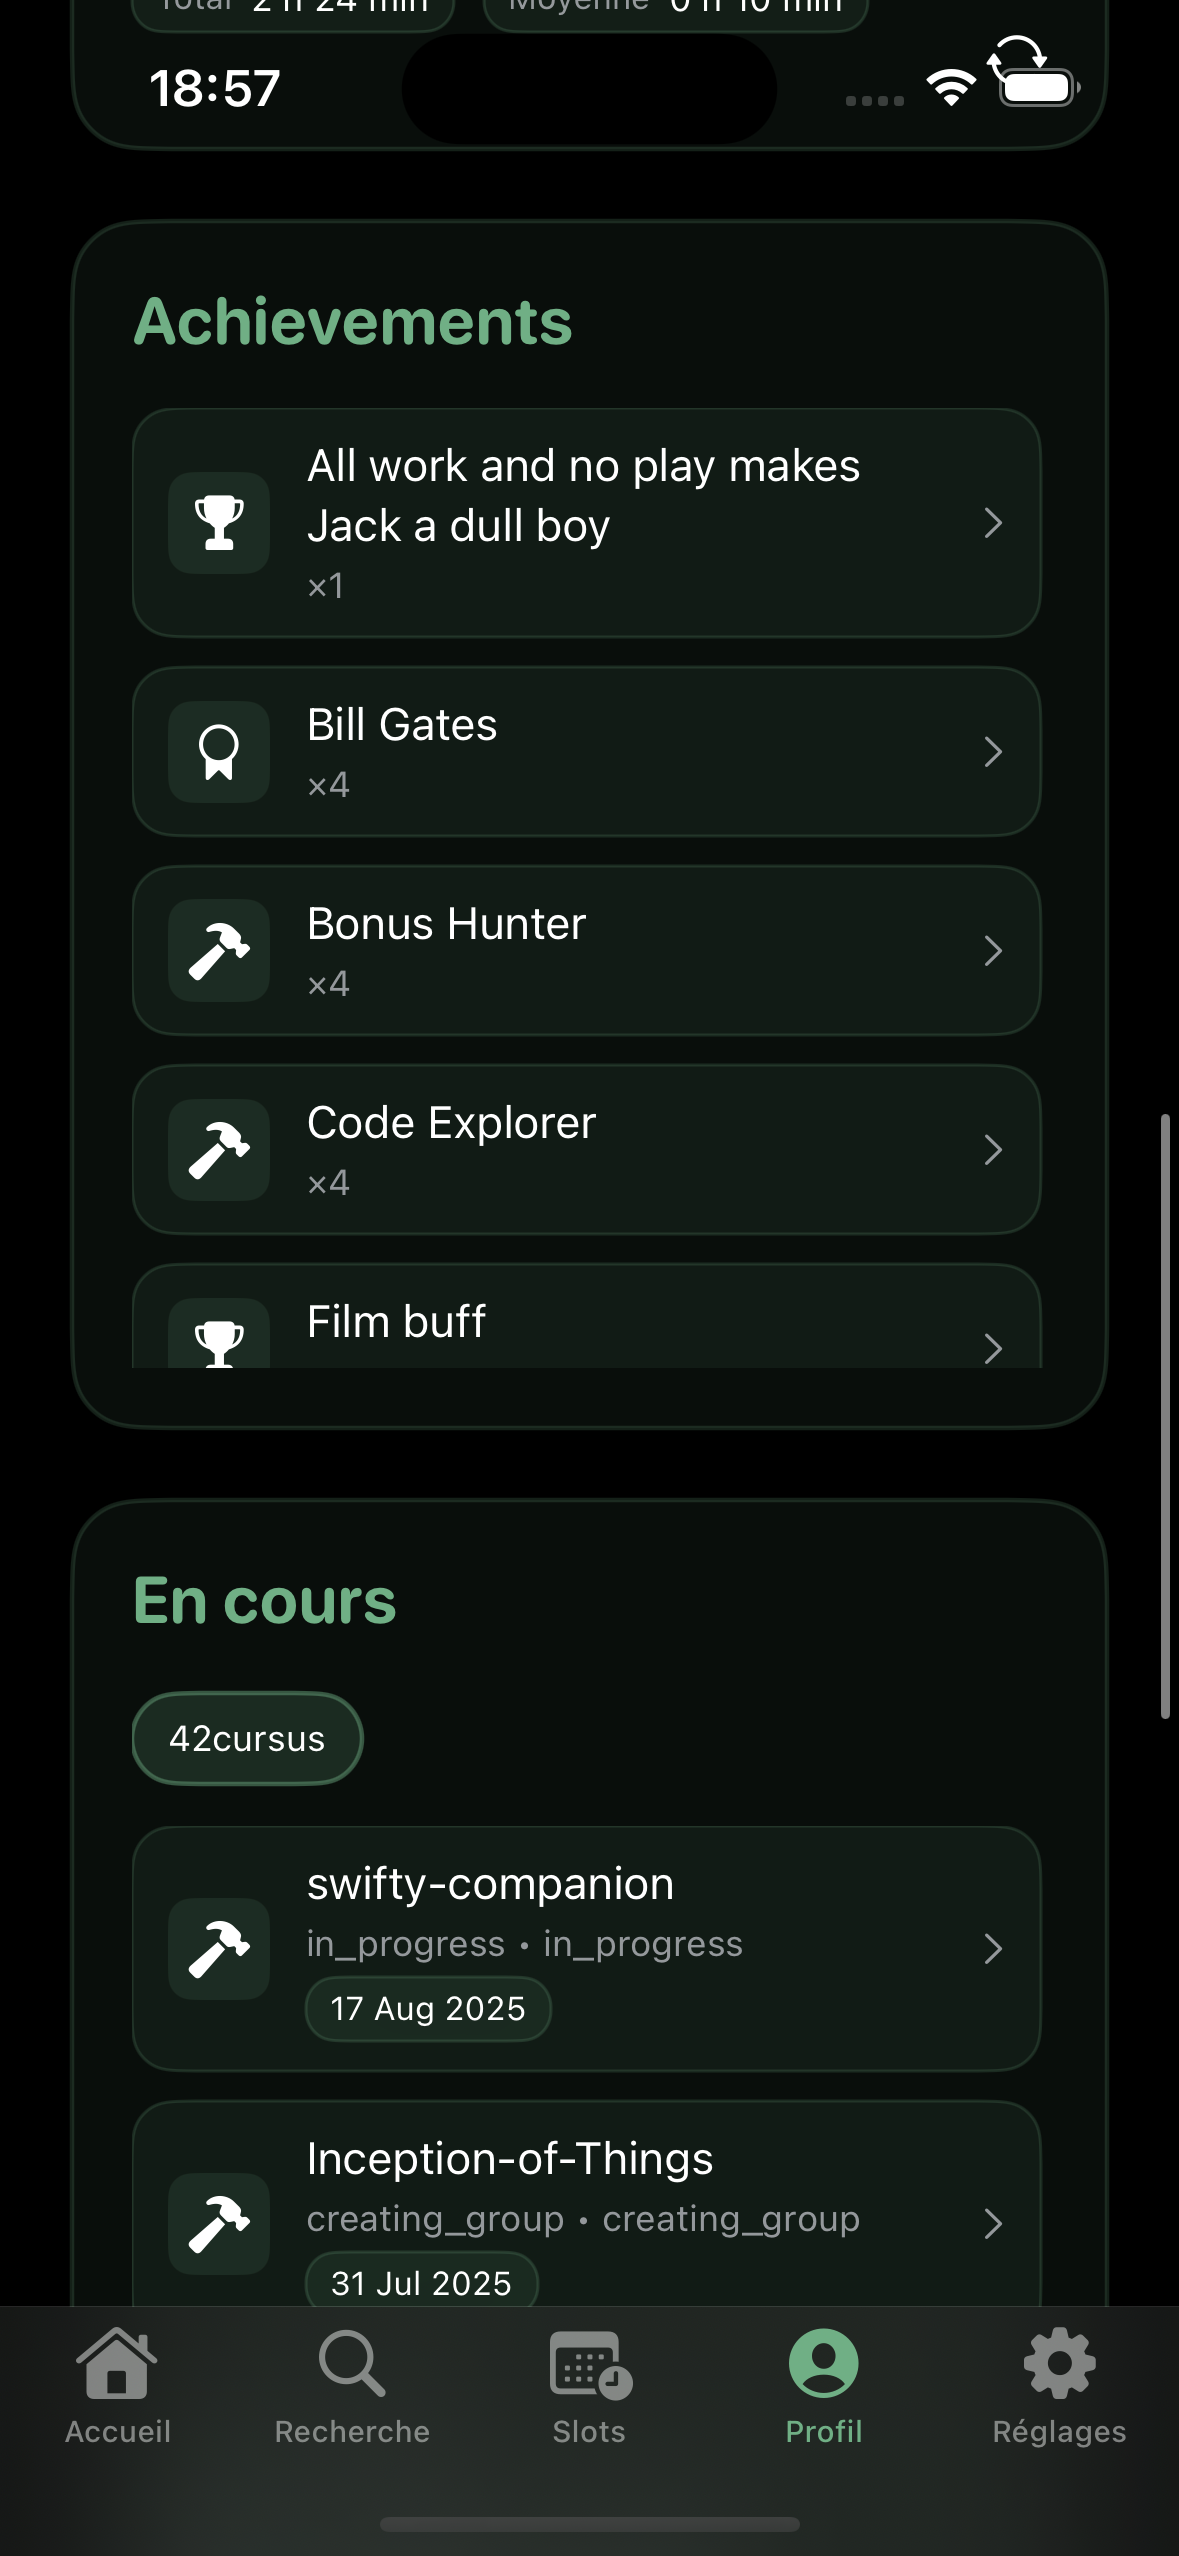 Total 2 h 24 min Moyenne 0 h 10 min
18:57
Achievements
All work and no play makes
Jack a dull boy
×1
Bill Gates
×4
Bonus Hunter
×4
Code Explorer
×4
Film buff
En cours
42cursus
swifty-companion
in_progress • in_progress
17 Aug 2025
Inception-of-Things
creating_group • creating_group
31 Jul 2025
Accueil Recherche Slots Profil Réglages